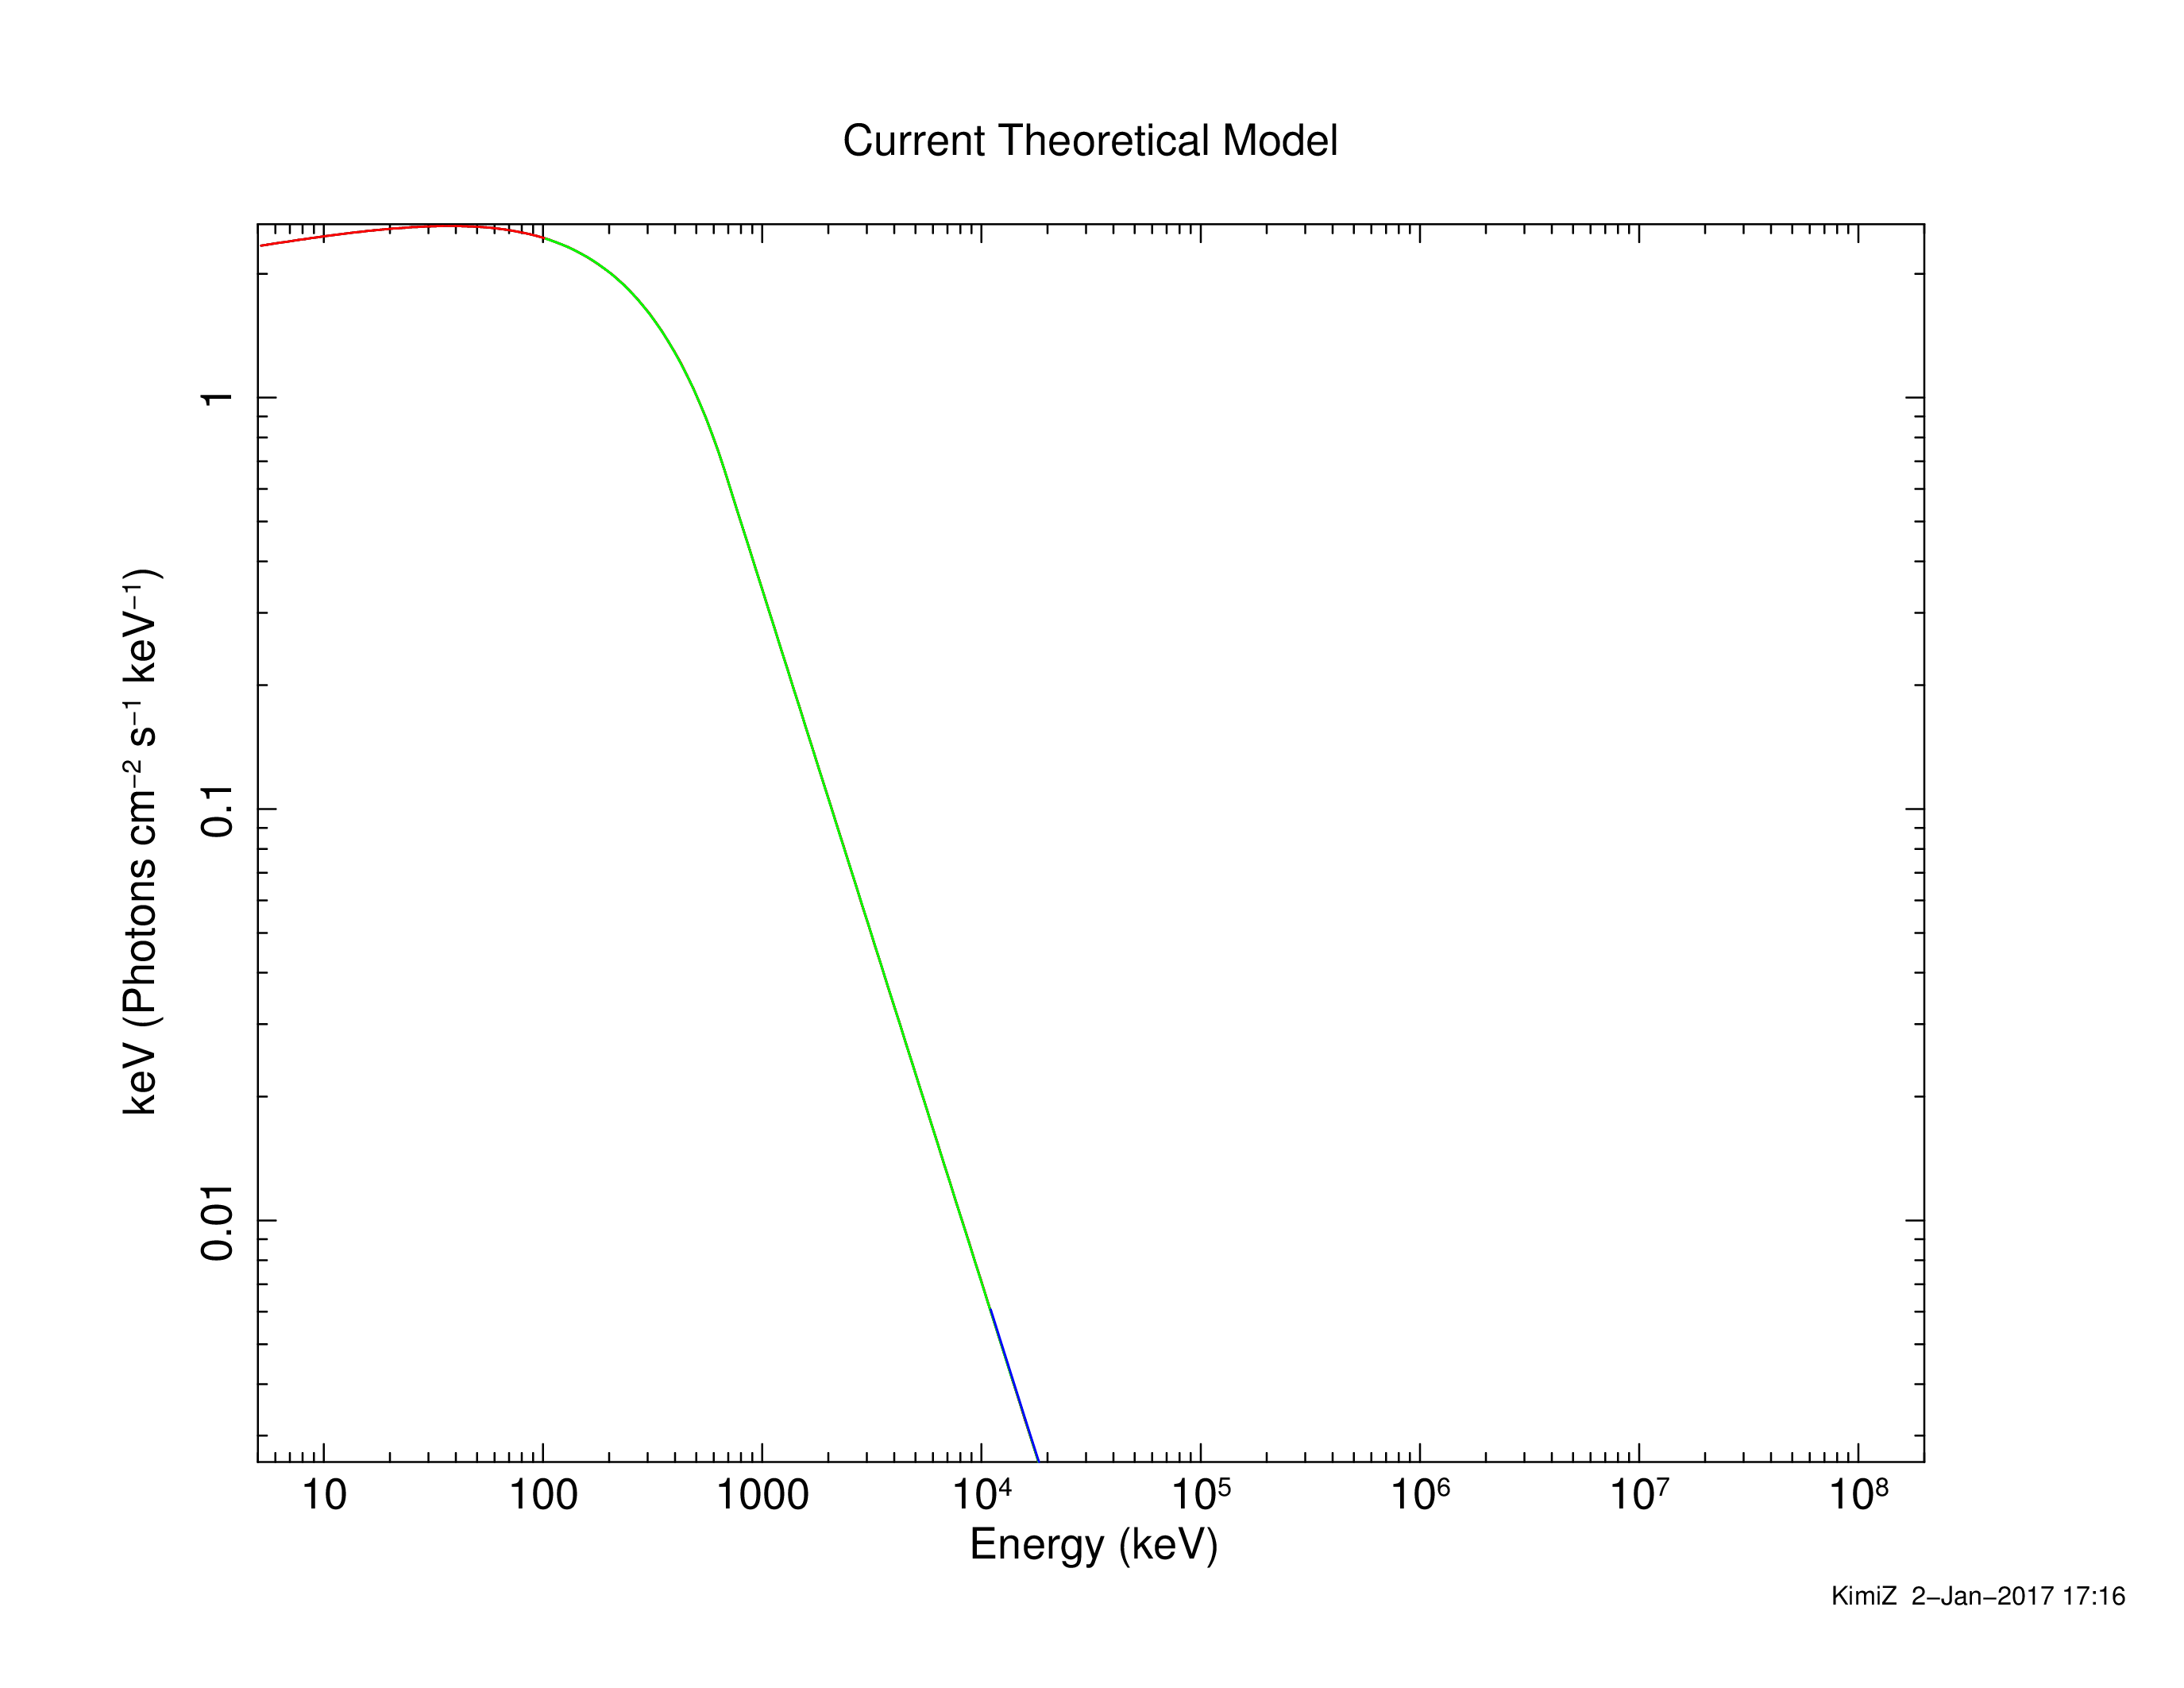 Current Theoretical Model
keV (Photons cm⁻² s⁻¹ keV⁻¹)
1
0.1
0.01
10 100 1000 10⁴ 10⁵ 10⁶ 10⁷ 10⁸
Energy (keV)
KimiZ 2-Jan-2017 17:16